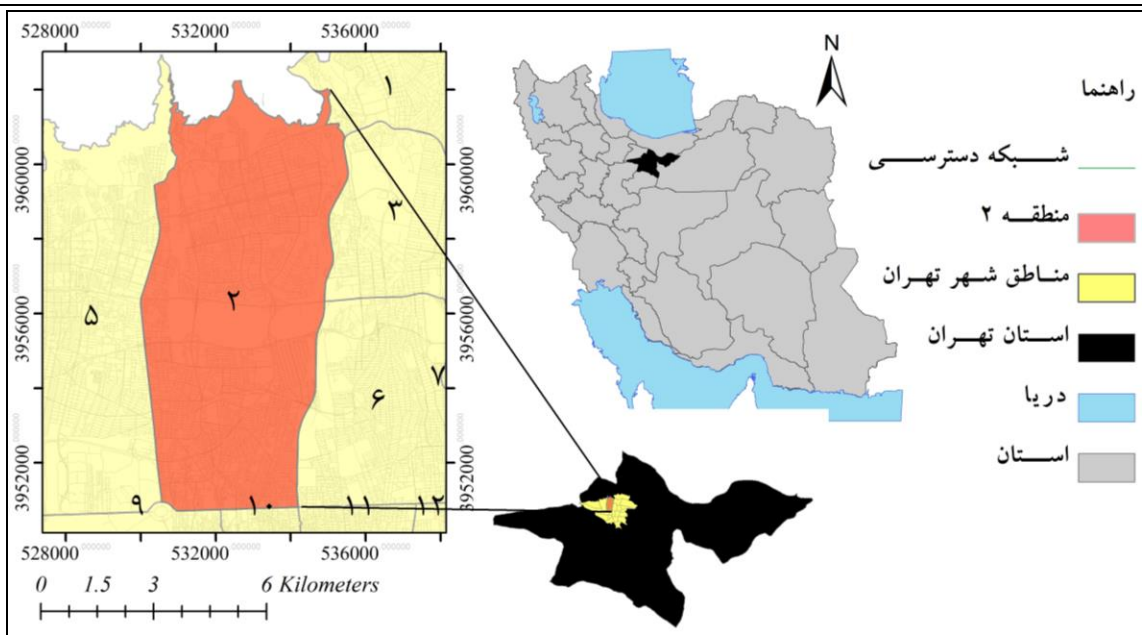 528000 532000 536000
3960000
3956000
3952000
3960000
3956000
3952000
528000 532000 536000
۱
۳
۲
۵
۷
۶
۹ ۱۰ ۱۱ ۱۲
0 1.5 3 6 Kilometers
N
راهنما
شبکه دسترسی
منطقه ۲
مناطق شهر تهران
استان تهران
دریا
استان